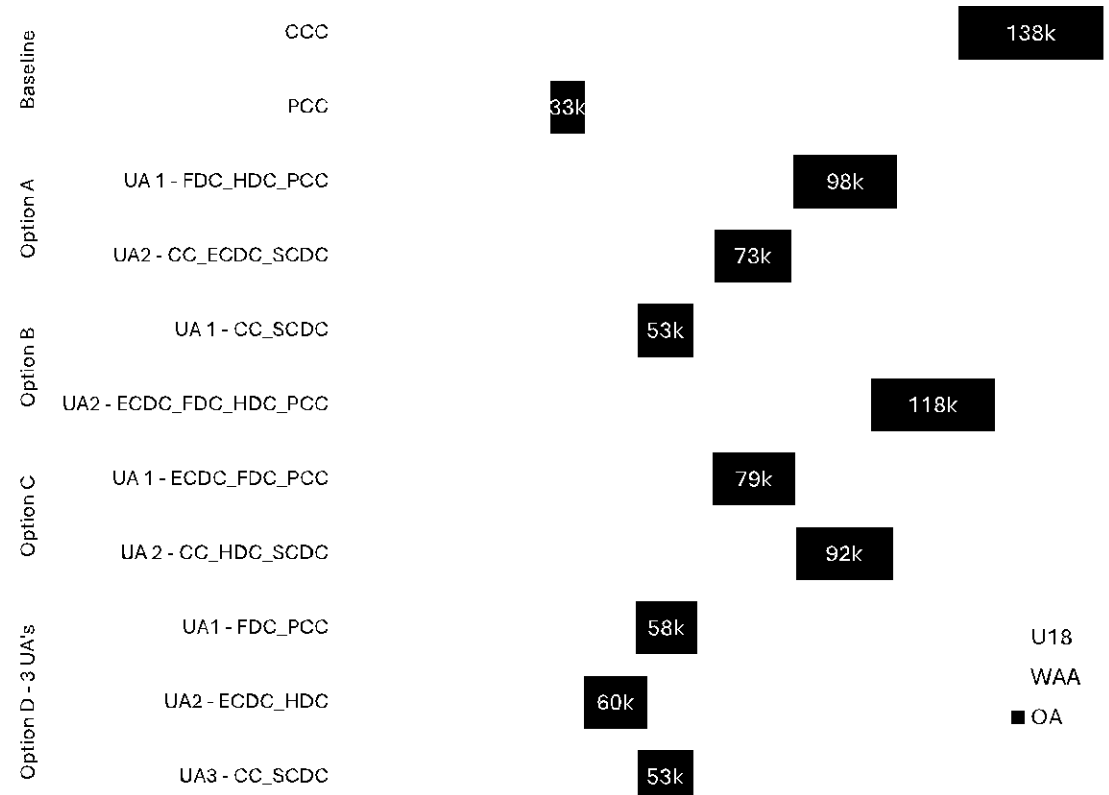 Baseline
CCC 138k
PCC 33k
Option A
UA 1 - FDC_HDC_PCC 98k
UA2 - CC_ECDC_SCDC 73k
Option B
UA 1 - CC_SCDC 53k
UA2 - ECDC_FDC_HDC_PCC 118k
Option C
UA 1 - ECDC_FDC_PCC 79k
UA 2 - CC_HDC_SCDC 92k
Option D - 3 UA's
UA1 - FDC_PCC 58k
UA2 - ECDC_HDC 60k
UA3 - CC_SCDC 53k
U18
WAA
OA